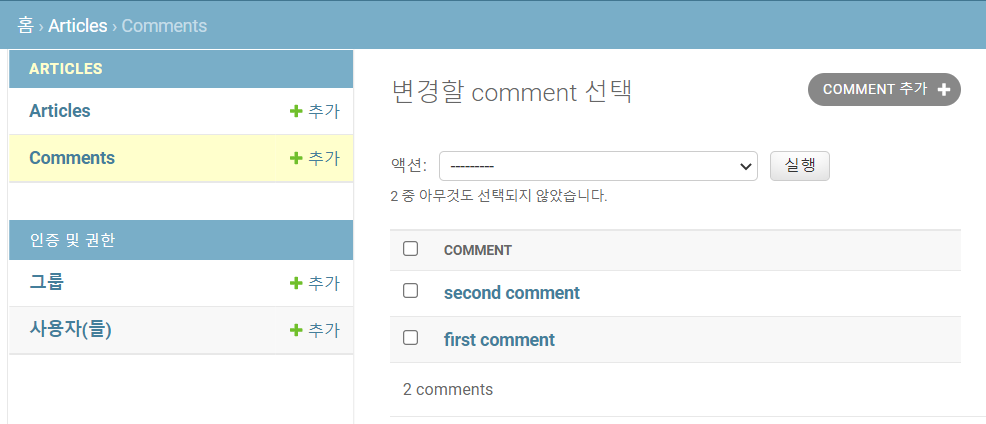 홈 › Articles › Comments
ARTICLES
Articles 추가
Comments 추가
인증 및 권한
그룹 추가
사용자(들) 추가
변경할 comment 선택
COMMENT 추가
액션: --------- 실행
2 중 아무것도 선택되지 않았습니다.
COMMENT
second comment
first comment
2 comments